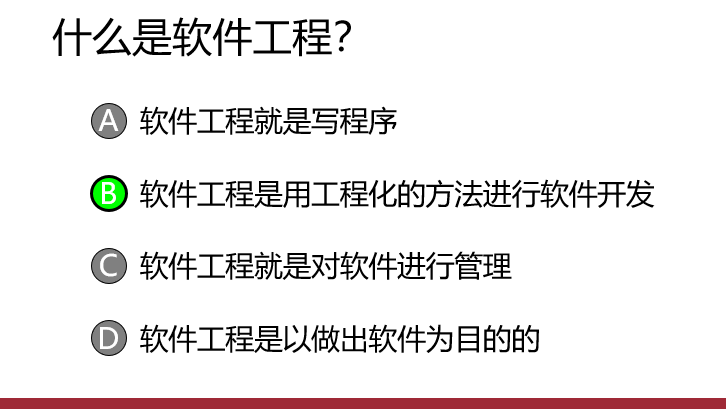 什么是软件工程?
A 软件工程就是写程序
B 软件工程是用工程化的方法进行软件开发
C 软件工程就是对软件进行管理
D 软件工程是以做出软件为目的的